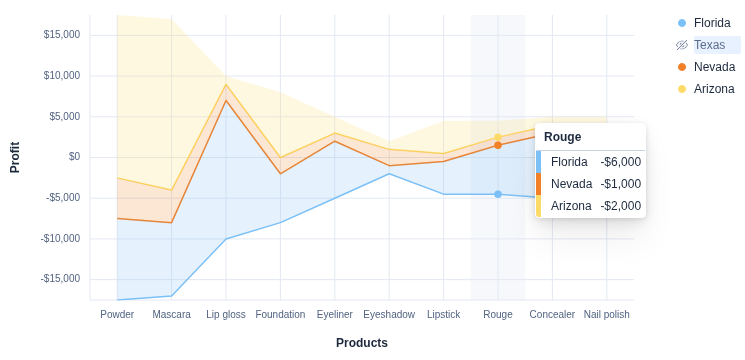 Florida
Texas
Nevada
Arizona
$15,000
$10,000
$5,000
$0
-$5,000
-$10,000
-$15,000
Profit
Rouge
Florida -$6,000
Nevada -$1,000
Arizona -$2,000
Powder Mascara Lip gloss Foundation Eyeliner Eyeshadow Lipstick Rouge Concealer Nail polish
Products